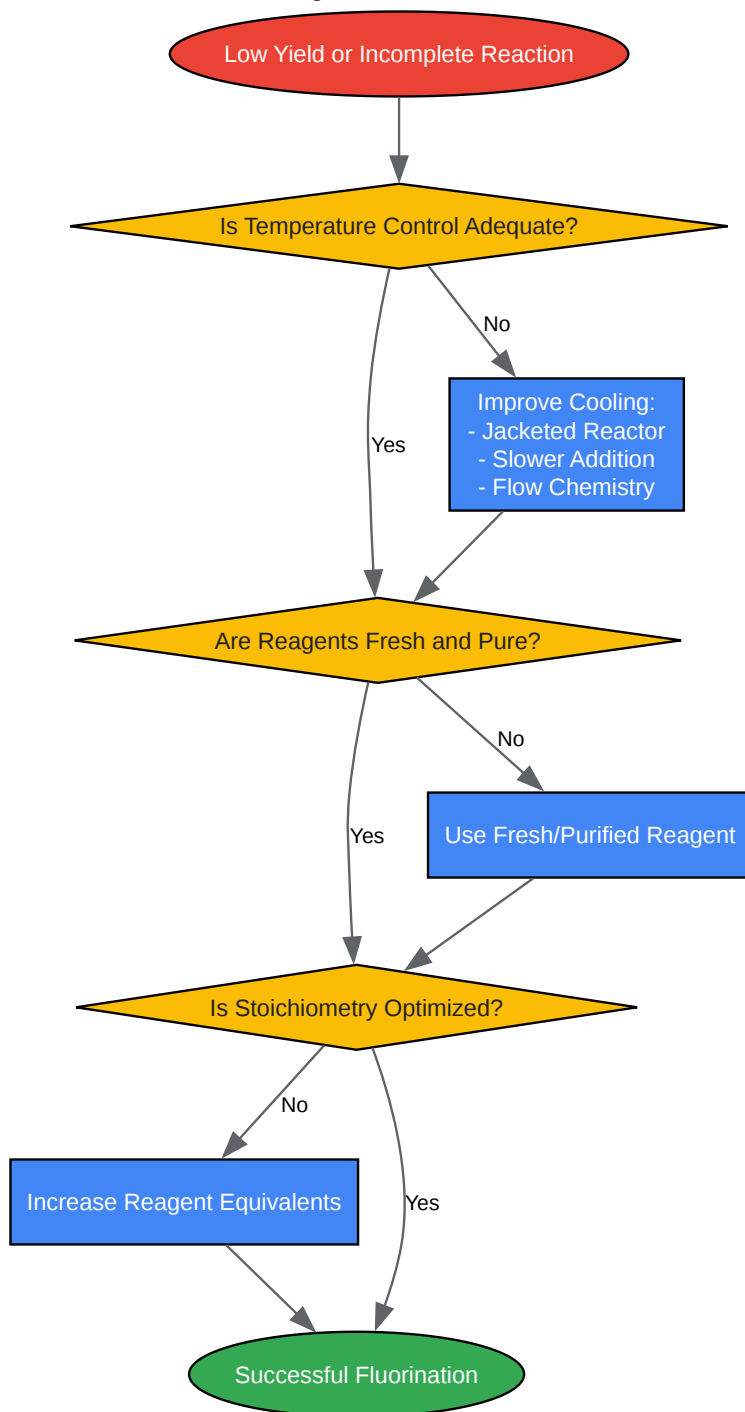 Low Yield or Incomplete Reaction
Is Temperature Control Adequate?
No
Improve Cooling:
- Jacketed Reactor
- Slower Addition
- Flow Chemistry
Yes
Are Reagents Fresh and Pure?
No
Use Fresh/Purified Reagent
Yes
Is Stoichiometry Optimized?
No
Increase Reagent Equivalents
Yes
Successful Fluorination